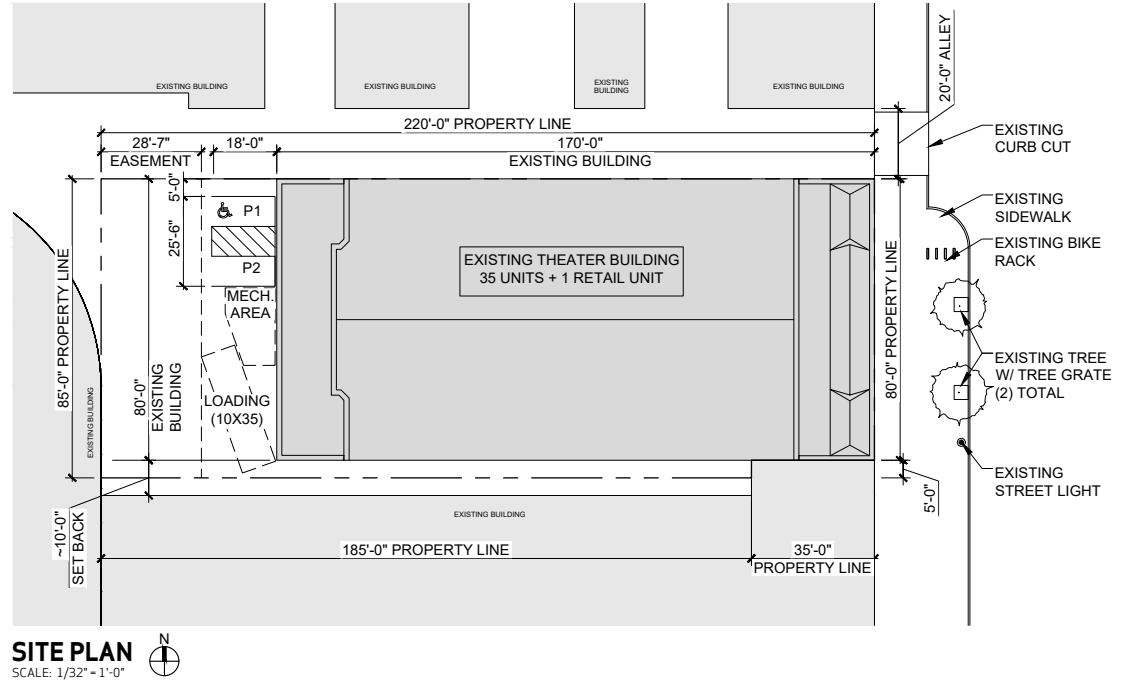 EXISTING BUILDING
EXISTING BUILDING
EXISTING
BUILDING
EXISTING BUILDING
20'-0" ALLEY
220'-0" PROPERTY LINE
28'-7"
EASEMENT
18'-0"
170'-0"
EXISTING BUILDING
EXISTING
CURB CUT
5'-0"
25'-6"
P1
P2
MECH.
AREA
LOADING
(10X35)
EXISTING THEATER BUILDING
35 UNITS + 1 RETAIL UNIT
85'-0" PROPERTY LINE
80'-0"
EXISTING
BUILDING
EXISTING BUILDING
80'-0" PROPERTY LINE
EXISTING
SIDEWALK
EXISTING BIKE
RACK
EXISTING TREE
W/ TREE GRATE
(2) TOTAL
EXISTING
STREET LIGHT
5'-0"
~10'-0"
SET BACK
EXISTING BUILDING
185'-0" PROPERTY LINE
35'-0"
PROPERTY LINE
SITE PLAN
SCALE: 1/32" = 1'-0"
N